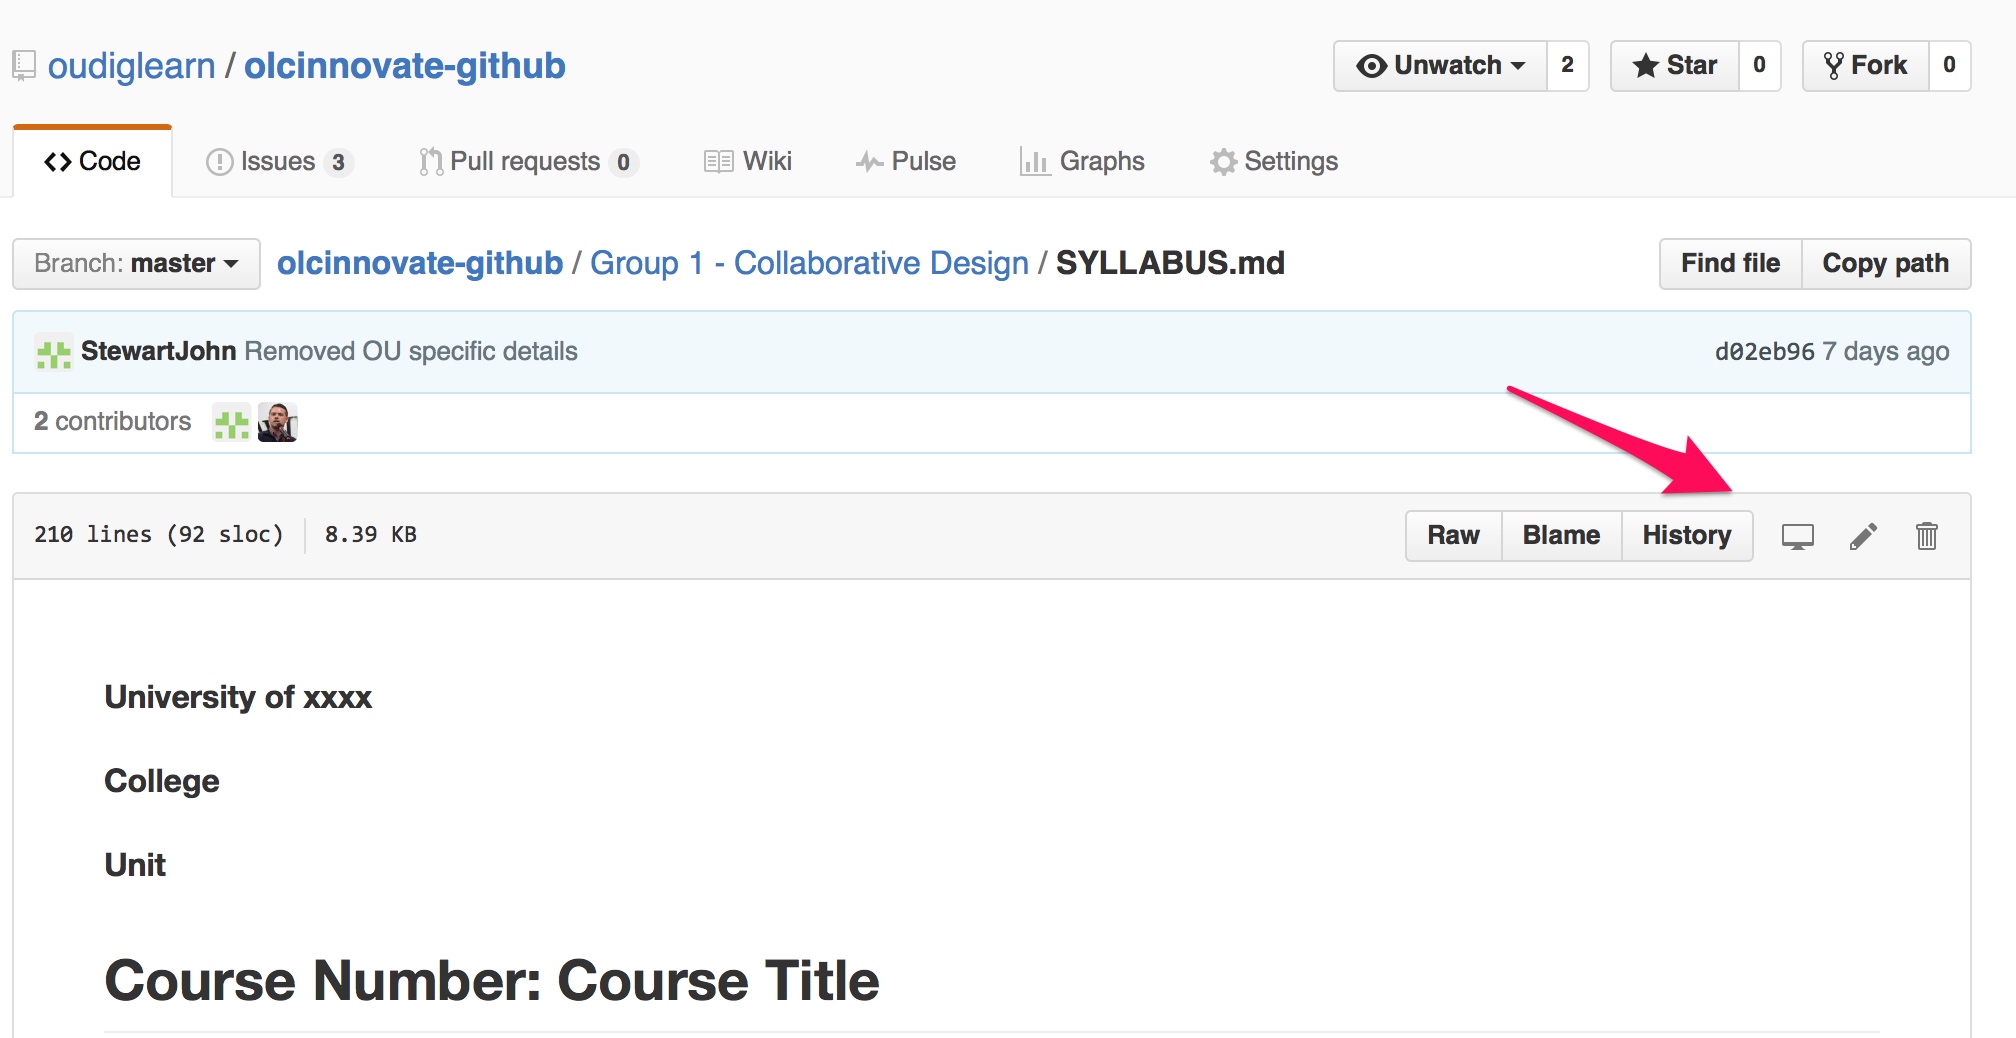 oudiglearn / olcinnovate-github Unwatch 2 Star 0 Fork 0
Code Issues 3 Pull requests 0 Wiki Pulse Graphs Settings
Branch: master olcinnovate-github / Group 1 - Collaborative Design / SYLLABUS.md Find file Copy path
StewartJohn Removed OU specific details d02eb96 7 days ago
2 contributors
210 lines (92 sloc) 8.39 KB Raw Blame History
University of xxxx
College
Unit
Course Number: Course Title